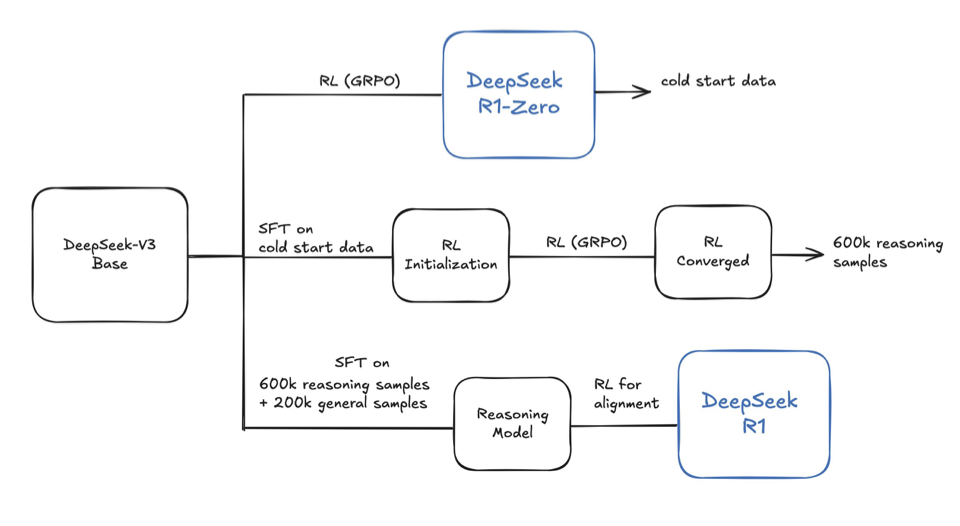 RL (GRPO)
DeepSeek
R1-Zero
cold start data
DeepSeek-V3
Base
SFT on
cold start data
RL
Initialization
RL (GRPO)
RL
Converged
600k reasoning
samples
SFT on
600k reasoning samples
+ 200k general samples
Reasoning
Model
RL for
alignment
DeepSeek
R1